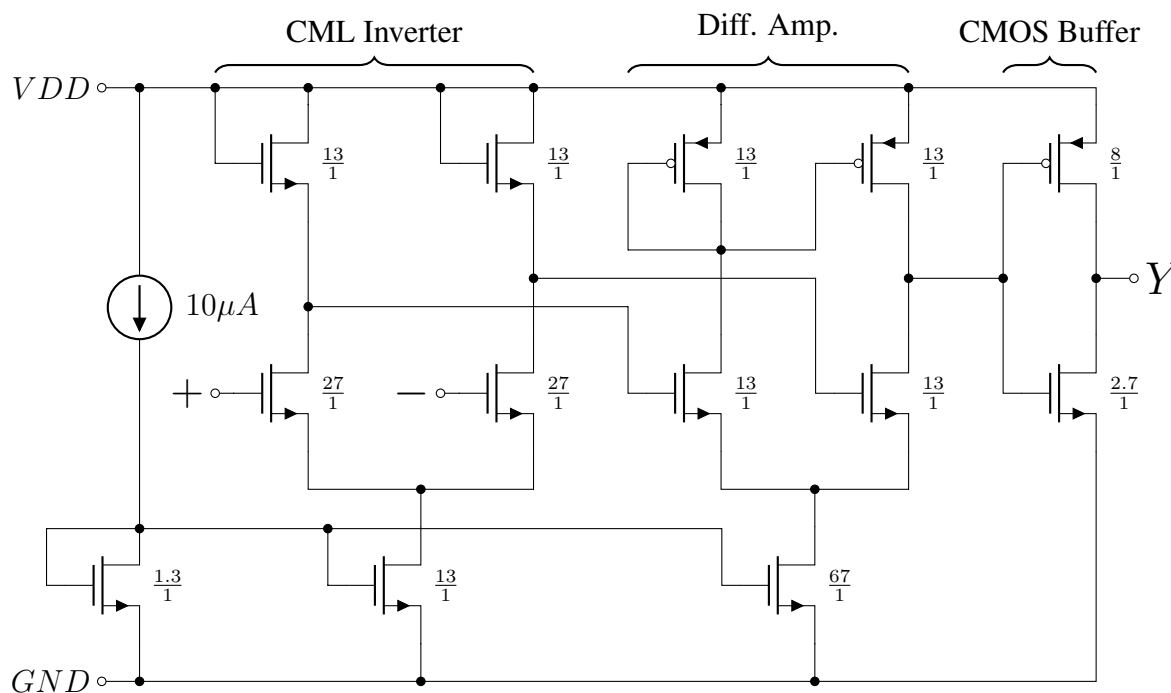 CML Inverter
Diff. Amp.
CMOS Buffer
VDD
13/1
13/1
13/1
13/1
8/1
10μA
Y
+
27/1
−
27/1
13/1
13/1
2.7/1
1.3/1
13/1
67/1
GND